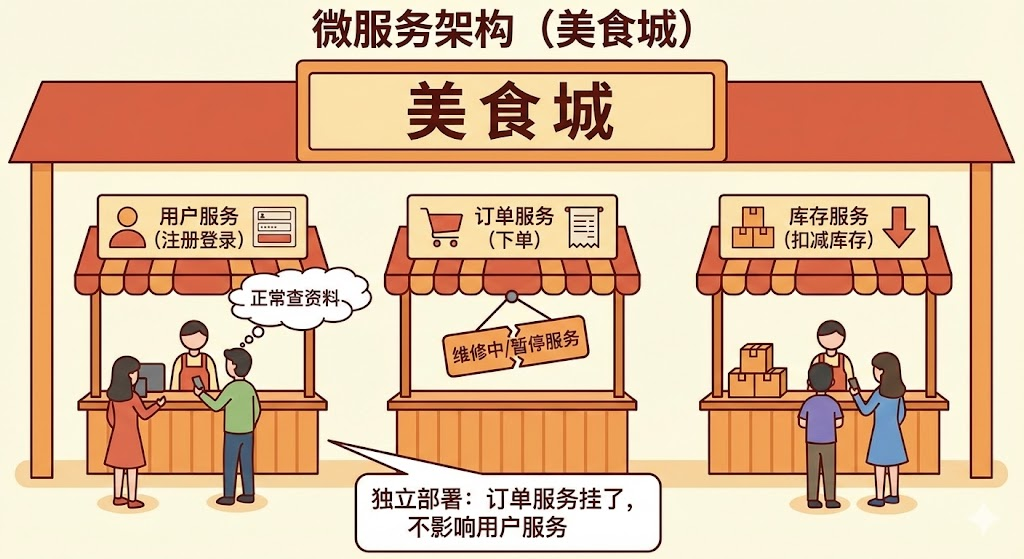 微服务架构（美食城）
美食城
用户服务
（注册登录）
订单服务
（下单）
库存服务
（扣减库存）
正常查资料
维修中/暂停服务
独立部署：订单服务挂了，
不影响用户服务